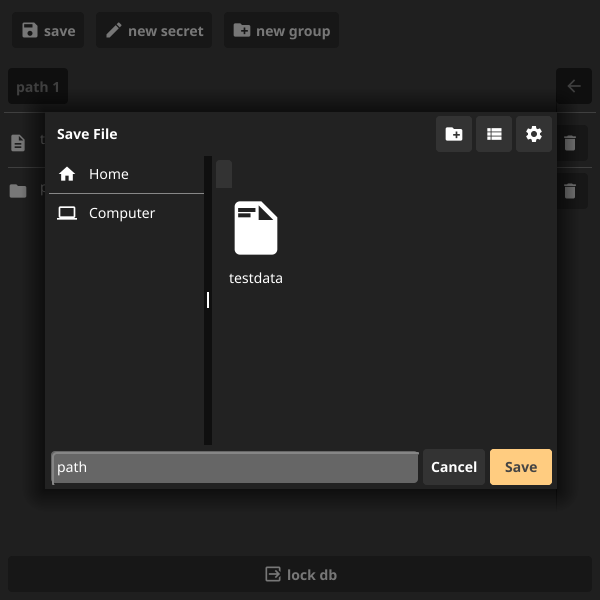 save
new secret
new group
path 1
Save File
Home
Computer
testdata
path
Cancel
Save
lock db